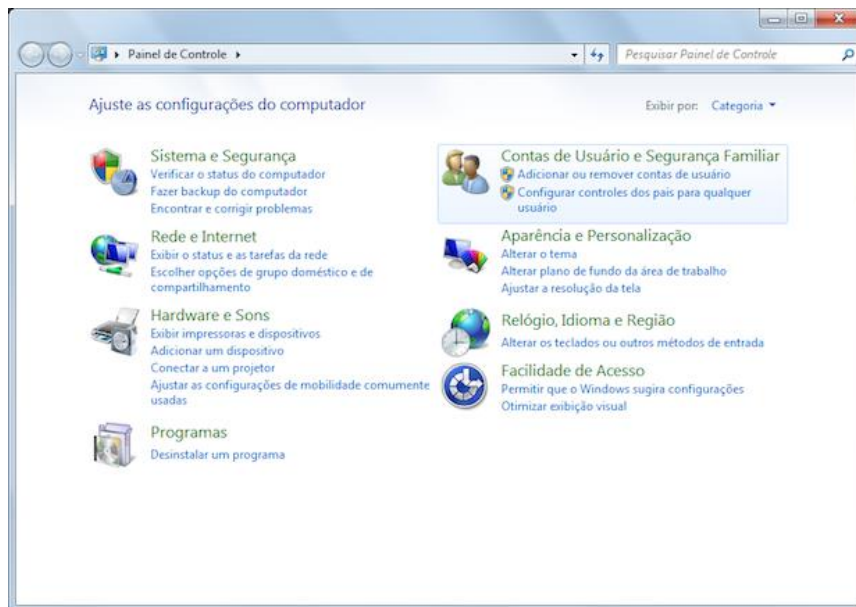 Painel de Controle
Pesquisar Painel de Controle
Ajuste as configurações do computador
Exibir por: Categoria
Sistema e Segurança
Verificar o status do computador
Fazer backup do computador
Encontrar e corrigir problemas
Rede e Internet
Exibir o status e as tarefas da rede
Escolher opções de grupo doméstico e de
compartilhamento
Hardware e Sons
Exibir impressoras e dispositivos
Adicionar um dispositivo
Conectar a um projetor
Ajustar as configurações de mobilidade comumente
usadas
Programas
Desinstalar um programa
Contas de Usuário e Segurança Familiar
Adicionar ou remover contas de usuário
Configurar controles dos pais para qualquer
usuário
Aparência e Personalização
Alterar o tema
Alterar plano de fundo da área de trabalho
Ajustar a resolução da tela
Relógio, Idioma e Região
Alterar os teclados ou outros métodos de entrada
Facilidade de Acesso
Permitir que o Windows sugira configurações
Otimizar exibição visual